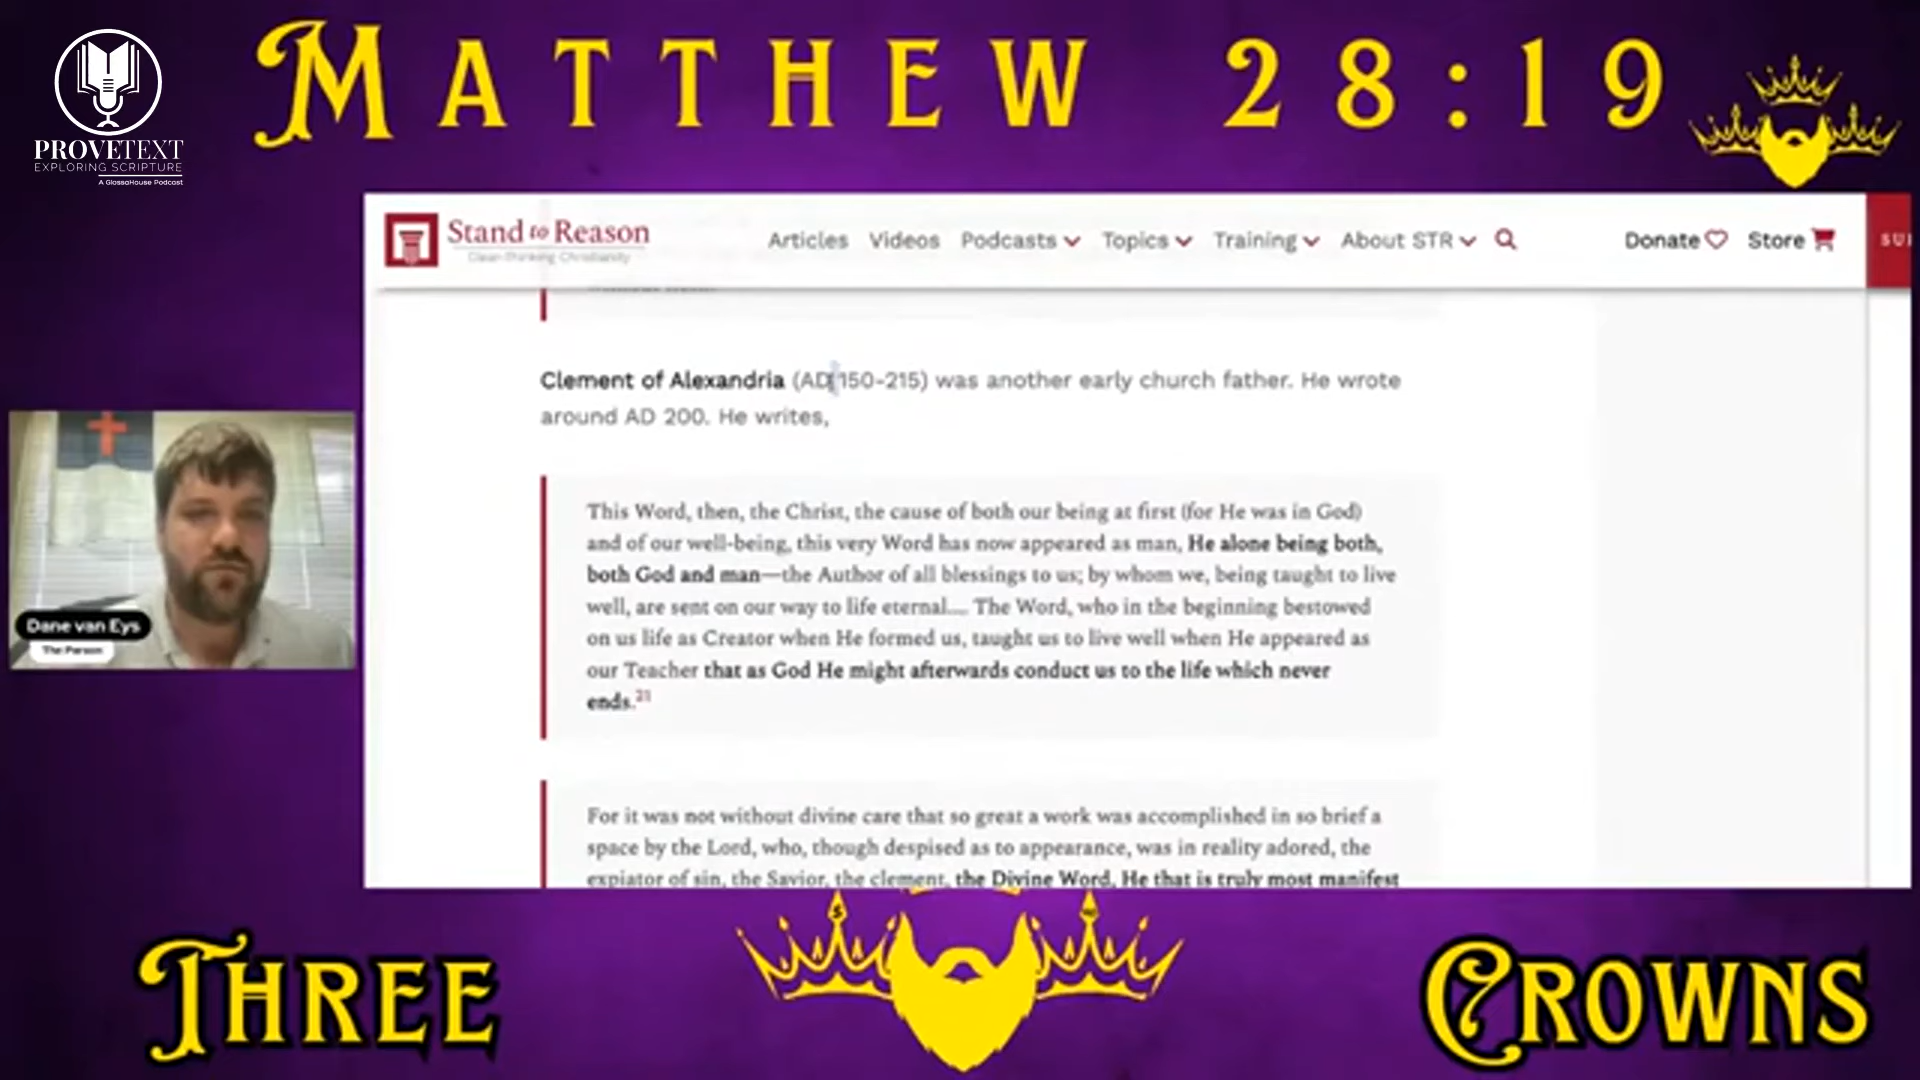 MATTHEW 28:19
PROVETEXT
EXPLORING SCRIPTURE
A GlossaHouse Podcast
Stand to Reason
Clear-Thinking Christianity
Articles Videos Podcasts Topics Training About STR Donate Store
Clement of Alexandria (AD 150-215) was another early church father. He wrote
around AD 200. He writes,
This Word, then, the Christ, the cause of both our being at first (for He was in God)
and of our well-being, this very Word has now appeared as man, He alone being both,
both God and man—the Author of all blessings to us; by whom we, being taught to live
well, are sent on our way to life eternal.... The Word, who in the beginning bestowed
on us life as Creator when He formed us, taught us to live well when He appeared as
our Teacher that as God He might afterwards conduct us to the life which never
ends.21
For it was not without divine care that so great a work was accomplished in so brief a
space by the Lord, who, though despised as to appearance, was in reality adored, the
expiator of sin, the Savior, the clement, the Divine Word, He that is truly most manifest
Dane van Eys
The Parson
THREE CROWNS